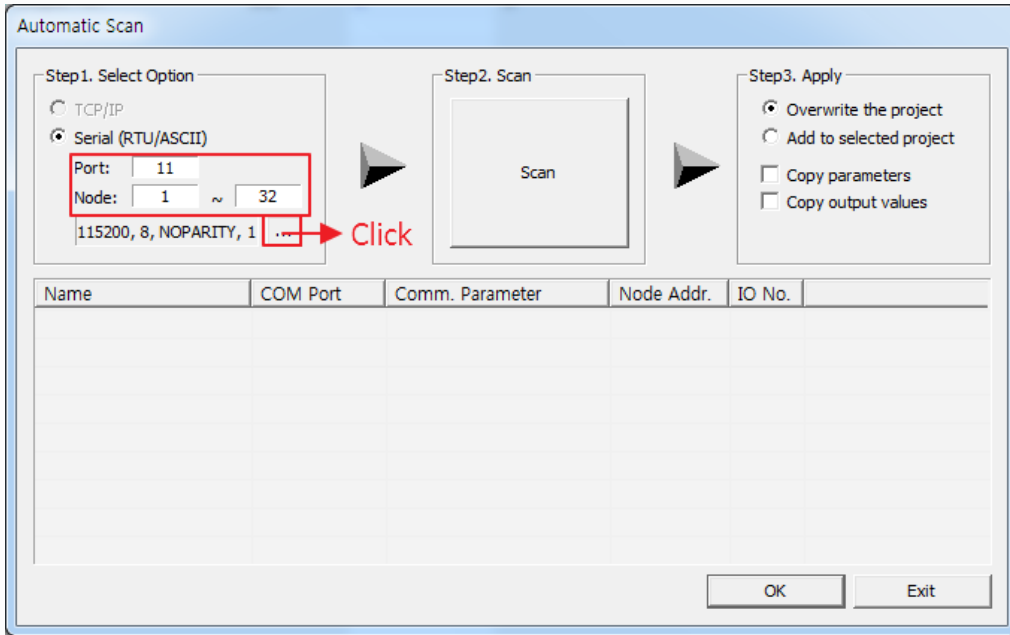 Automatic Scan
Step1. Select Option
TCP/IP
Serial (RTU/ASCII)
Port: 11
Node: 1 ~ 32
115200, 8, NOPARITY, 1 ... Click
Step2. Scan
Scan
Step3. Apply
Overwrite the project
Add to selected project
Copy parameters
Copy output values
Name COM Port Comm. Parameter Node Addr. IO No.
OK Exit